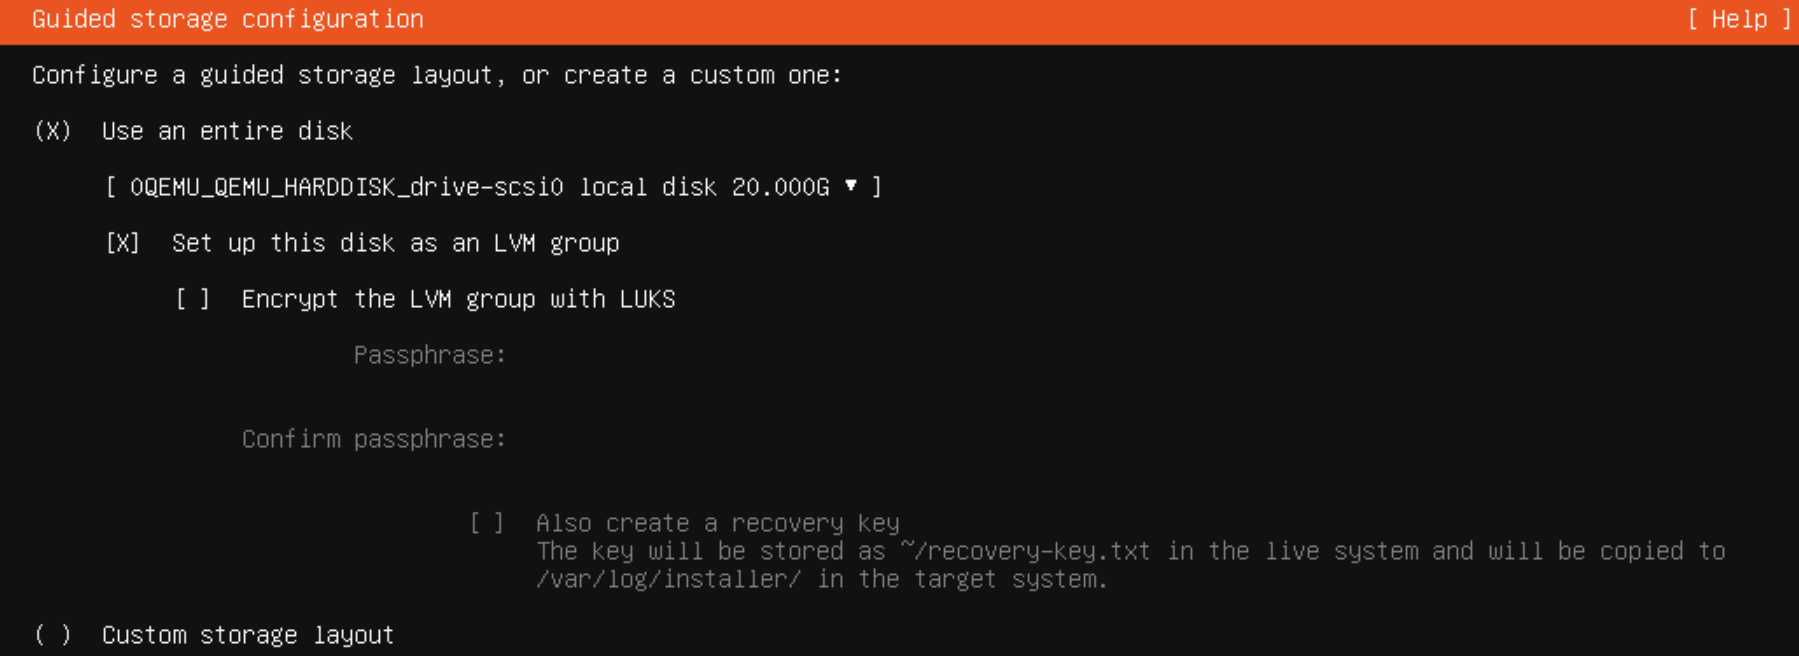 Guided storage configuration [ Help ]
Configure a guided storage layout, or create a custom one:
(X) Use an entire disk
[ 0QEMU_QEMU_HARDDISK_drive-scsi0 local disk 20.000G ▾ ]
[X] Set up this disk as an LVM group
[ ] Encrypt the LVM group with LUKS
Passphrase:
Confirm passphrase:
[ ] Also create a recovery key
The key will be stored as ~/recovery-key.txt in the live system and will be copied to
/var/log/installer/ in the target system.
( ) Custom storage layout